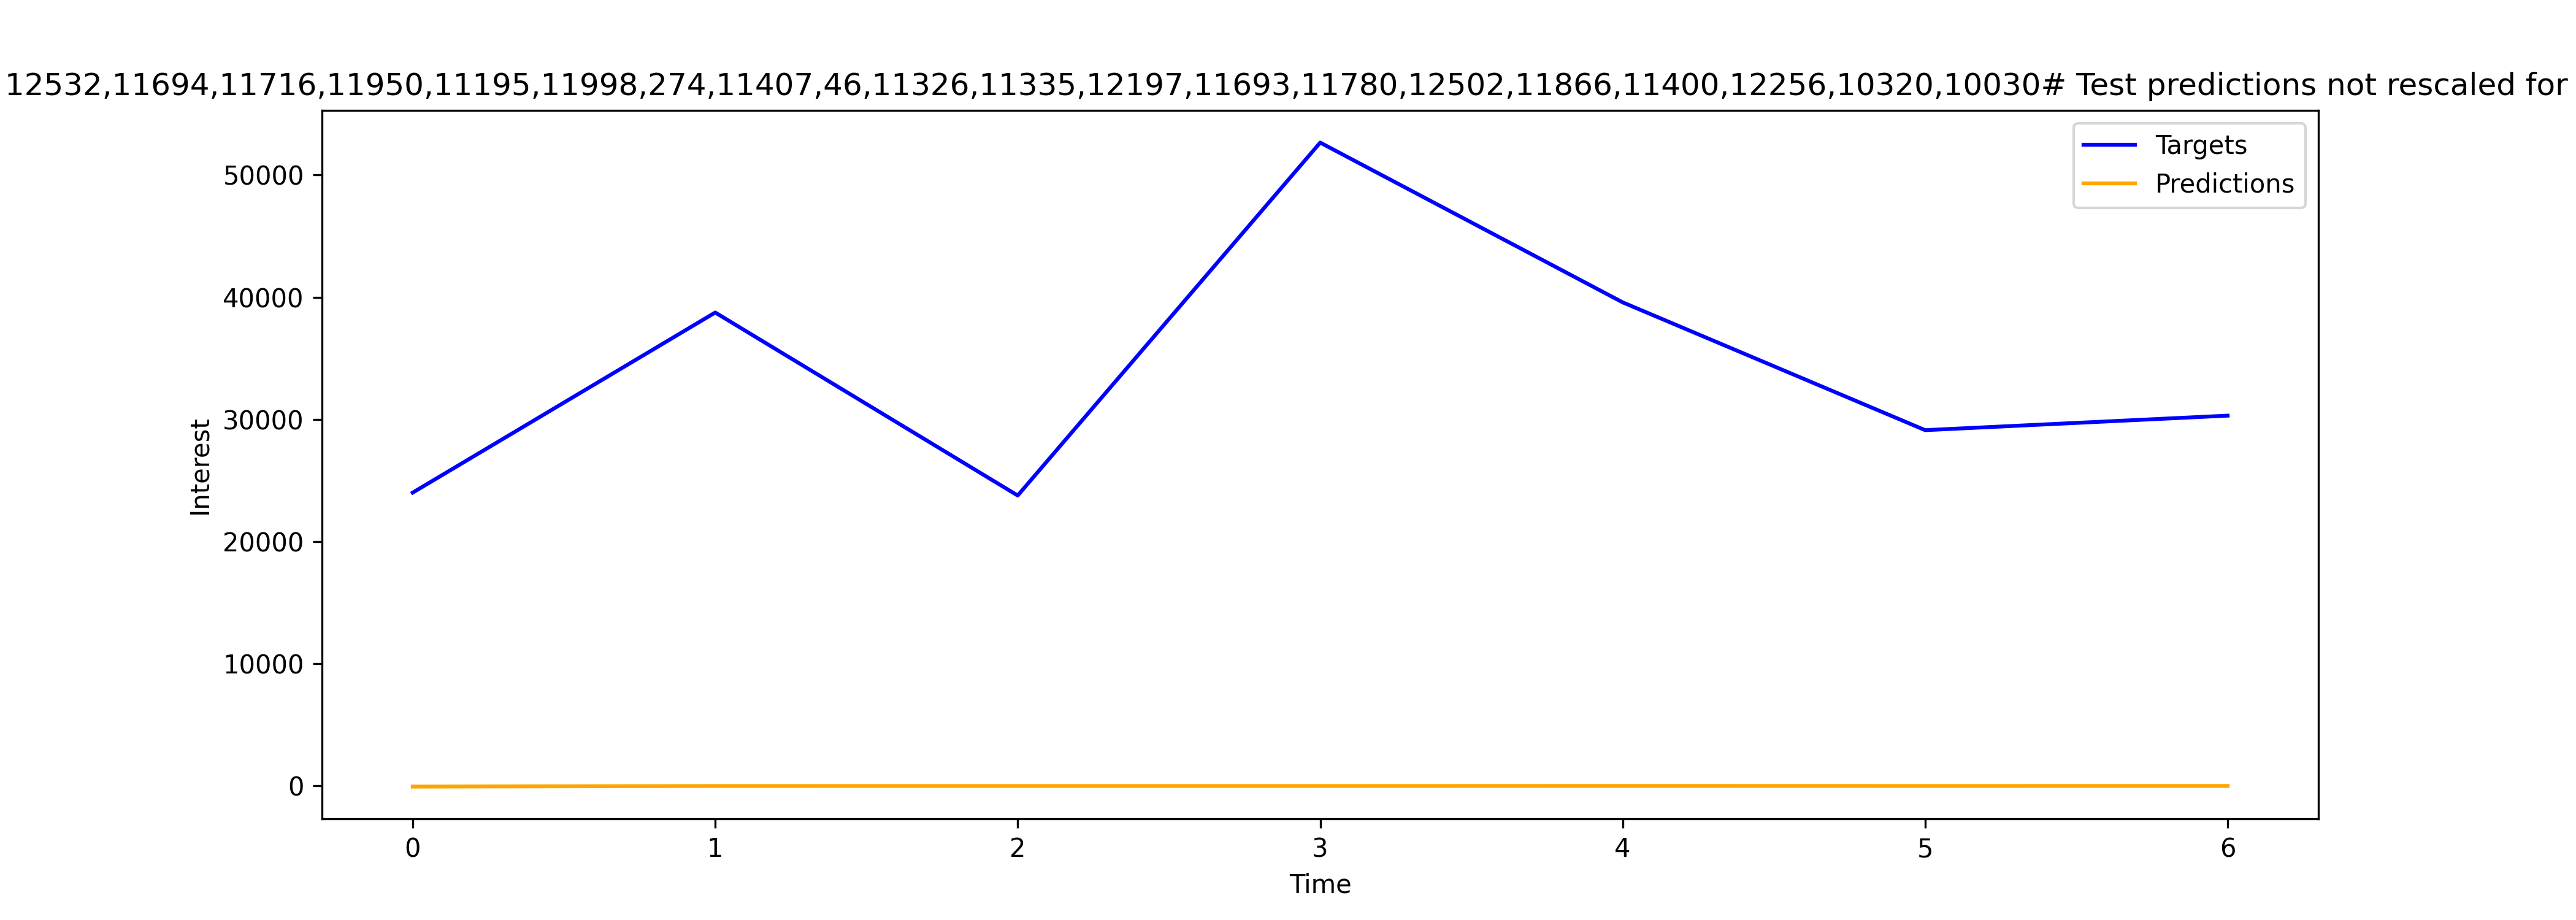 12532,11694,11716,11950,11195,11998,274,11407,46,11326,11335,12197,11693,11780,12502,11866,11400,12256,10320,10030# Test predictions not rescaled for
Targets
Predictions
50000
40000
30000
20000
10000
0
Interest
0 1 2 3 4 5 6
Time